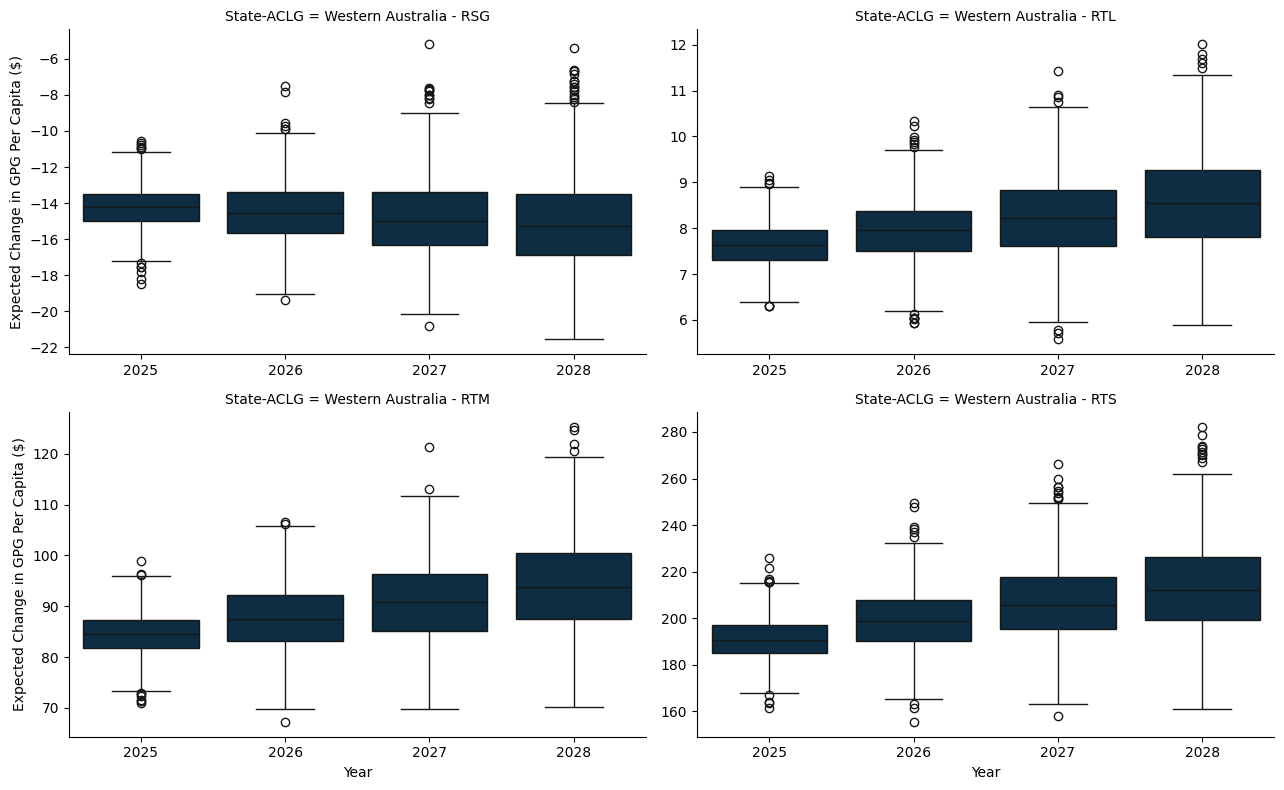 State-ACLG = Western Australia - RSG
Expected Change in GPG Per Capita ($)
−6
−8
−10
−12
−14
−16
−18
−20
−22
2025 2026 2027 2028
State-ACLG = Western Australia - RTL
12
11
10
9
8
7
6
2025 2026 2027 2028
State-ACLG = Western Australia - RTM
Expected Change in GPG Per Capita ($)
120
110
100
90
80
70
2025 2026 2027 2028
Year
State-ACLG = Western Australia - RTS
280
260
240
220
200
180
160
2025 2026 2027 2028
Year